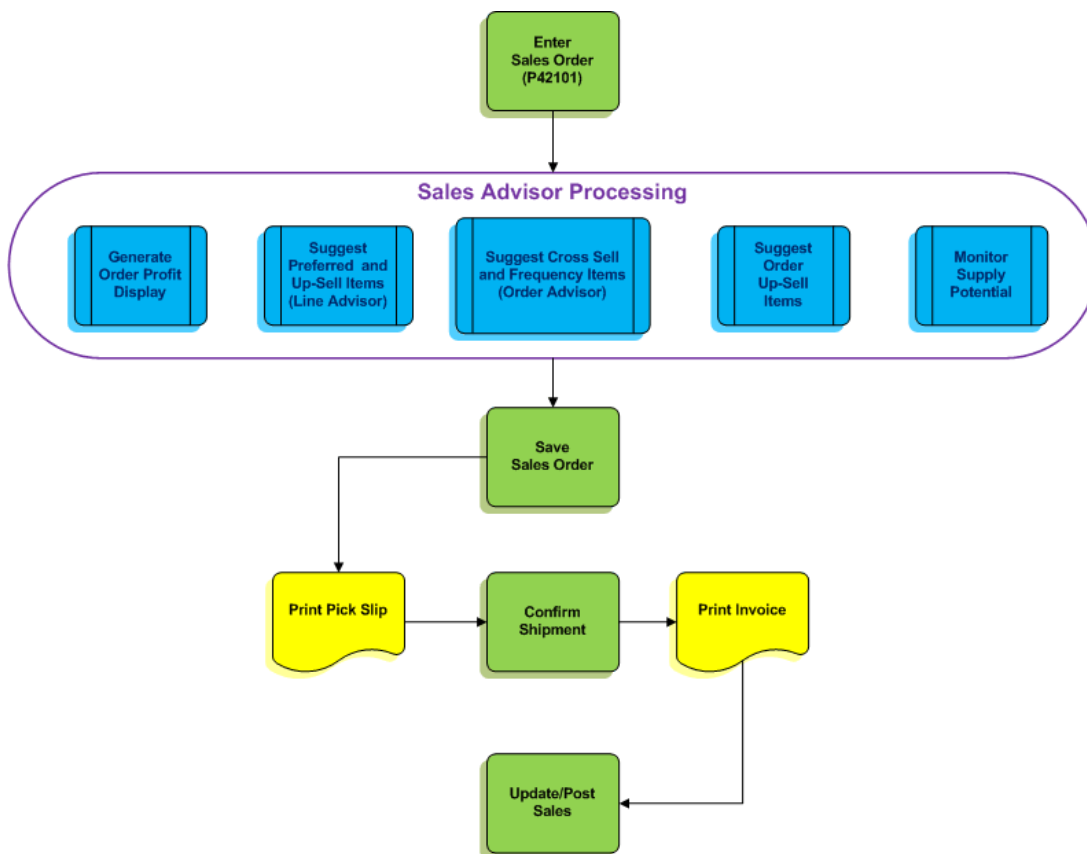 Enter
Sales Order
(P42101)
Sales Advisor Processing
Generate
Order Profit
Display
Suggest
Preferred and
Up-Sell Items
(Line Advisor)
Suggest Cross Sell
and Frequency Items
(Order Advisor)
Suggest
Order
Up-Sell
Items
Monitor
Supply
Potential
Save
Sales Order
Print Pick Slip
Confirm
Shipment
Print Invoice
Update/Post
Sales